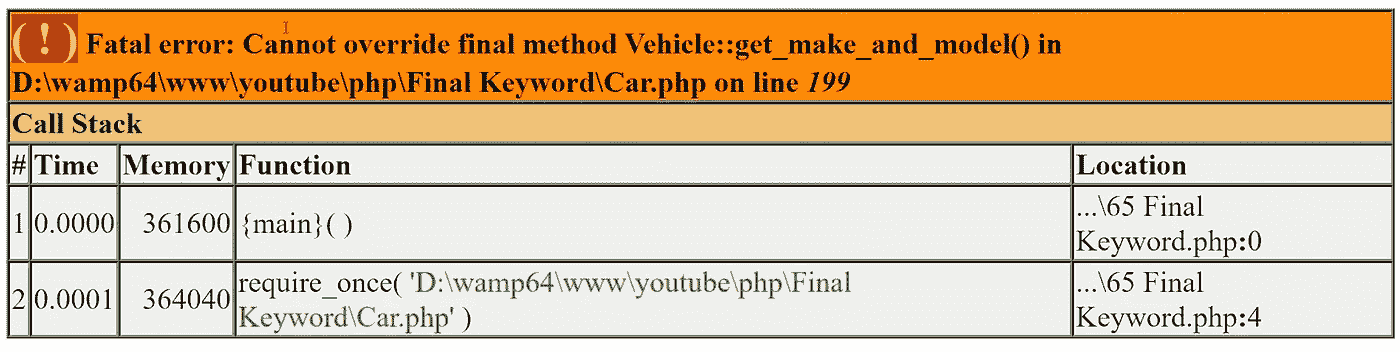 ( ! ) Fatal error: Cannot override final method Vehicle::get_make_and_model() in
D:\wamp64\www\youtube\php\Final Keyword\Car.php on line 199
Call Stack
# Time Memory Function Location
1 0.0000 361600 {main}( ) ...\65 Final
Keyword.php:0
2 0.0001 364040 require_once( 'D:\wamp64\www\youtube\php\Final
Keyword\Car.php' ) ...\65 Final
Keyword.php:4